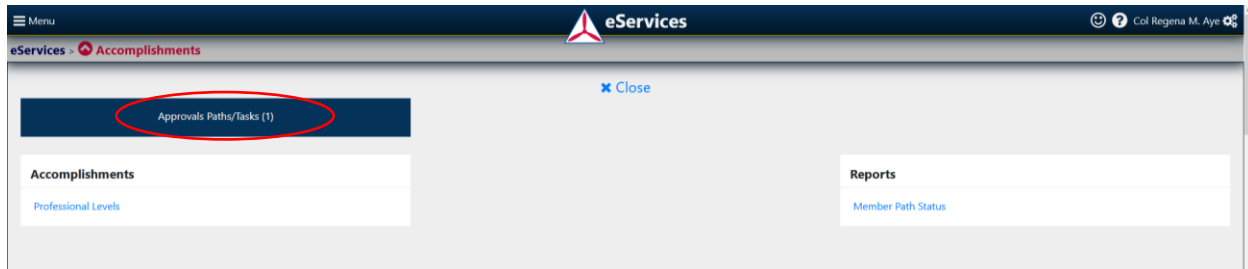 Menu
eServices
Col Regena M. Aye
eServices > Accomplishments
✖ Close
Approvals Paths/Tasks (1)
Accomplishments
Professional Levels
Reports
Member Path Status